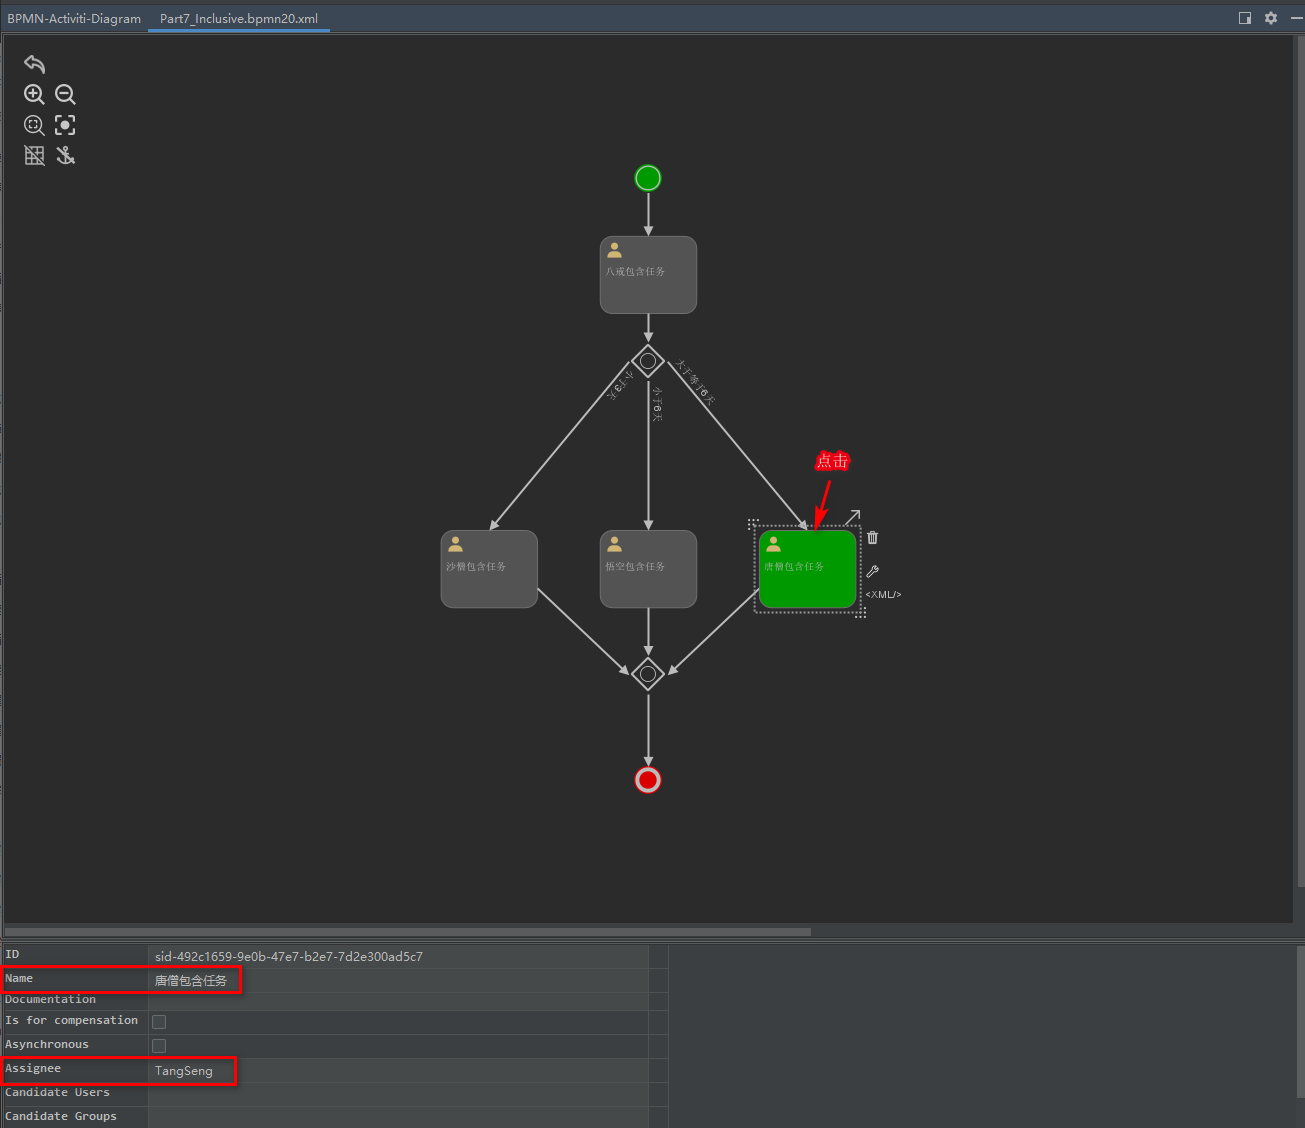 BPMN-Activiti-Diagram
Part7_Inclusive.bpmn20.xml
八戒包含任务
小于3天
小于6天
大于等于6天
点击
沙僧包含任务
悟空包含任务
唐僧包含任务
<XML/>
ID
sid-492c1659-9e0b-47e7-b2e7-7d2e300ad5c7
Name
唐僧包含任务
Documentation
Is for compensation
Asynchronous
Assignee
TangSeng
Candidate Users
Candidate Groups